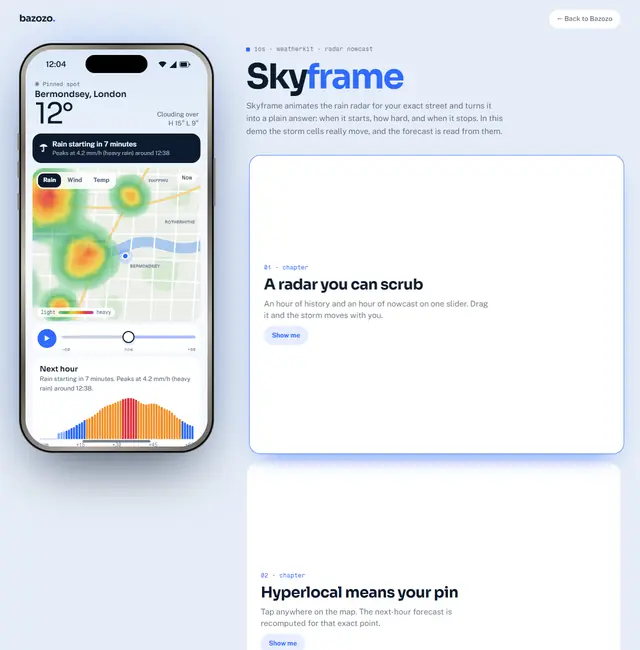 bazozo.
← Back to Bazozo
12:04
Pinned spot
Bermondsey, London
12°
Clouding over
H 15° L 9°
Rain starting in 7 minutes
Peaks at 4.2 mm/h (heavy rain) around 12:38
Rain
Wind
Temp
Now
WAPPING
ROTHERHITHE
BERMONDSEY
light
heavy
-60
now
+60
Next hour
Rain starting in 7 minutes. Peaks at 4.2 mm/h (heavy
rain) around 12:38.
+15
+30
+45
ios · weatherkit · radar nowcast
Skyframe
Skyframe animates the rain radar for your exact street and turns it
into a plain answer: when it starts, how hard, and when it stops. In this
demo the storm cells really move, and the forecast is read from them.
01 · chapter
A radar you can scrub
An hour of history and an hour of nowcast on one slider. Drag
it and the storm moves with you.
Show me
02 · chapter
Hyperlocal means your pin
Tap anywhere on the map. The next-hour forecast is
recomputed for that exact point.
Show me